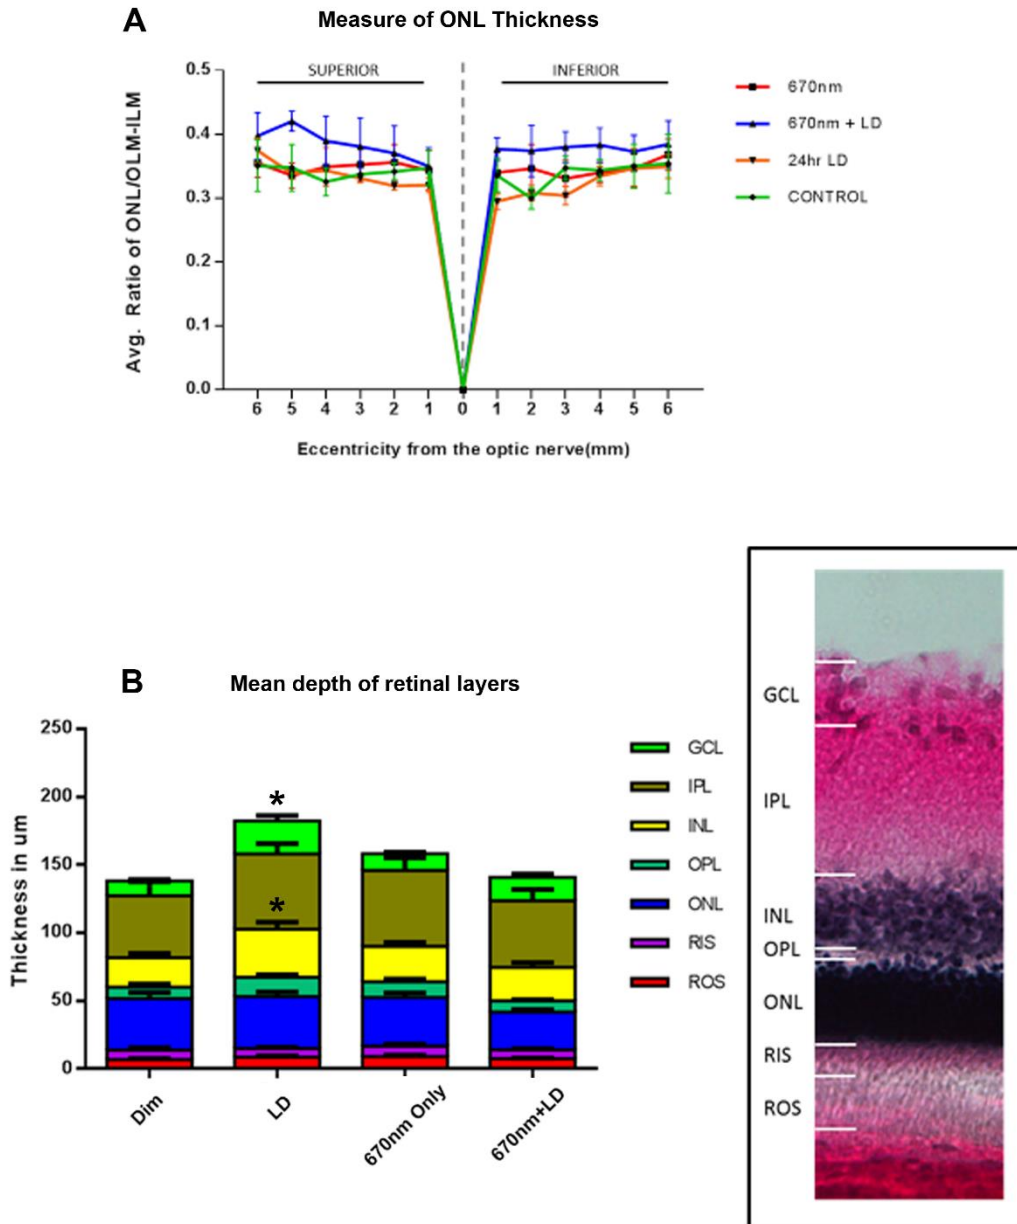 A
Measure of ONL Thickness
SUPERIOR
INFERIOR
Avg. Ratio of ONL/OLM-ILM
0.5
0.4
0.3
0.2
0.1
0.0
6 5 4 3 2 1 0 1 2 3 4 5 6
Eccentricity from the optic nerve(mm)
670nm
670nm + LD
24hr LD
CONTROL
B
Mean depth of retinal layers
Thickness in um
250
200
150
100
50
0
*
*
Dim
LD
670nm Only
670nm+LD
GCL
IPL
INL
OPL
ONL
RIS
ROS
GCL
IPL
INL
OPL
ONL
RIS
ROS